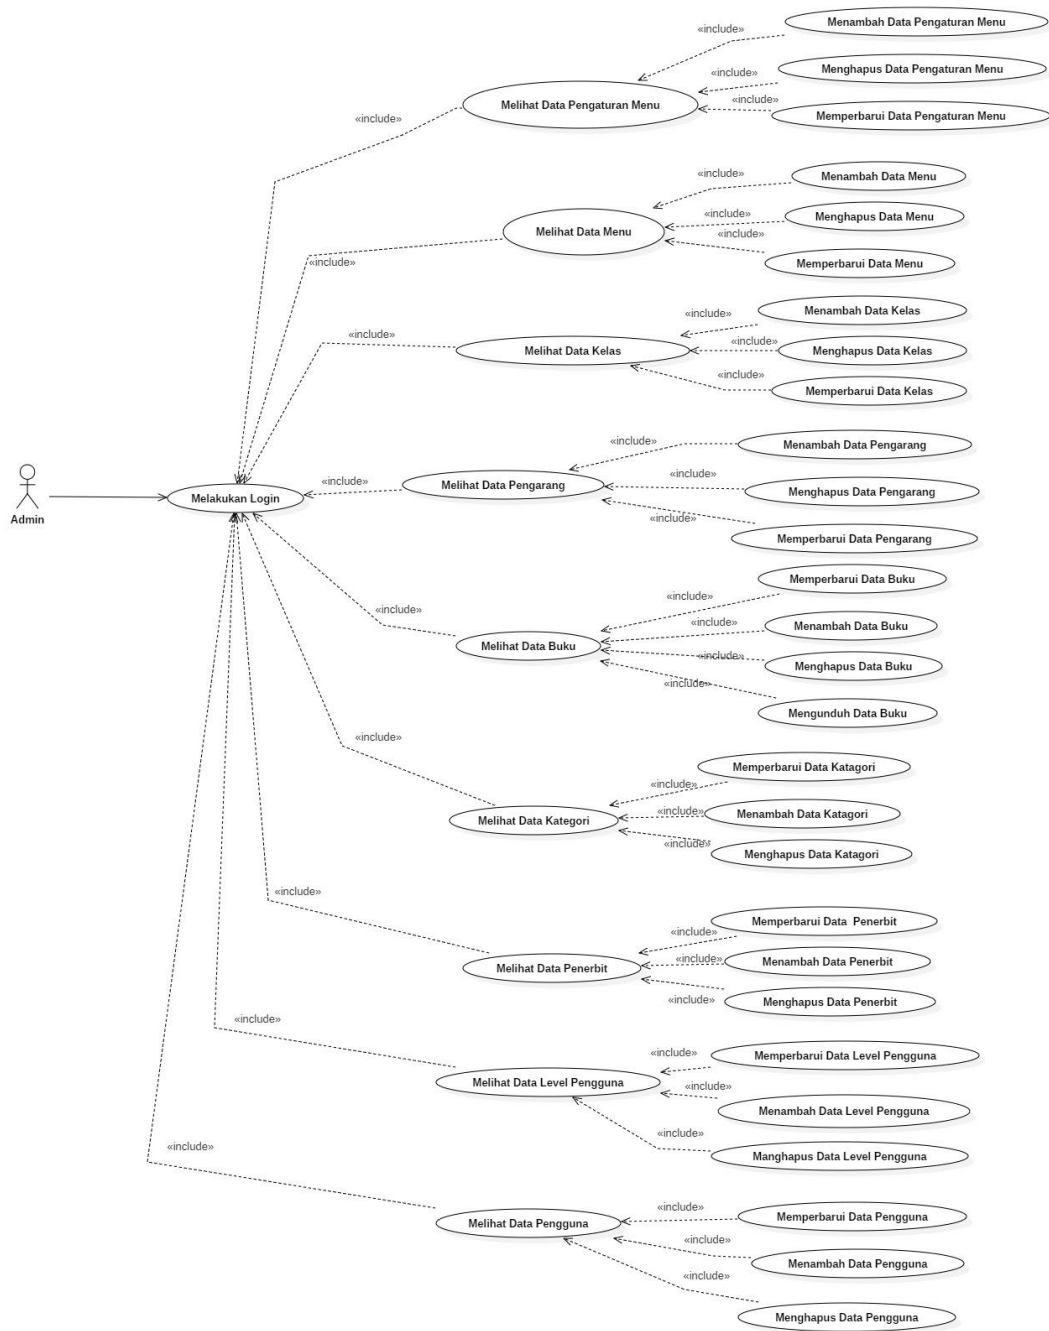 «include»
Menambah Data Pengaturan Menu
«include»
Menghapus Data Pengaturan Menu
Melihat Data Pengaturan Menu
«include»
Memperbarui Data Pengaturan Menu
«include»
«include»
Menambah Data Menu
«include»
Menghapus Data Menu
Melihat Data Menu
«include»
Memperbarui Data Menu
«include»
«include»
Menambah Data Kelas
«include»
«include»
Menghapus Data Kelas
Melihat Data Kelas
«include»
Memperbarui Data Kelas
«include»
Menambah Data Pengarang
«include»
«include»
Melihat Data Pengarang
Menghapus Data Pengarang
Admin
Melakukan Login
«include»
Memperbarui Data Pengarang
Memperbarui Data Buku
«include»
«include»
«include»
Menambah Data Buku
Melihat Data Buku
«include»
Menghapus Data Buku
«include»
Mengunduh Data Buku
«include»
«include»
Memperbarui Data Katagori
«include»
Menambah Data Katagori
Melihat Data Kategori
«include»
Menghapus Data Katagori
«include»
«include»
Memperbarui Data  Penerbit
«include»
Menambah Data Penerbit
Melihat Data Penerbit
«include»
Menghapus Data Penerbit
«include»
«include»
Memperbarui Data Level Pengguna
Melihat Data Level Pengguna
«include»
Menambah Data Level Pengguna
«include»
Manghapus Data Level Pengguna
«include»
«include»
Memperbarui Data Pengguna
Melihat Data Pengguna
«include»
Menambah Data Pengguna
«include»
Menghapus Data Pengguna